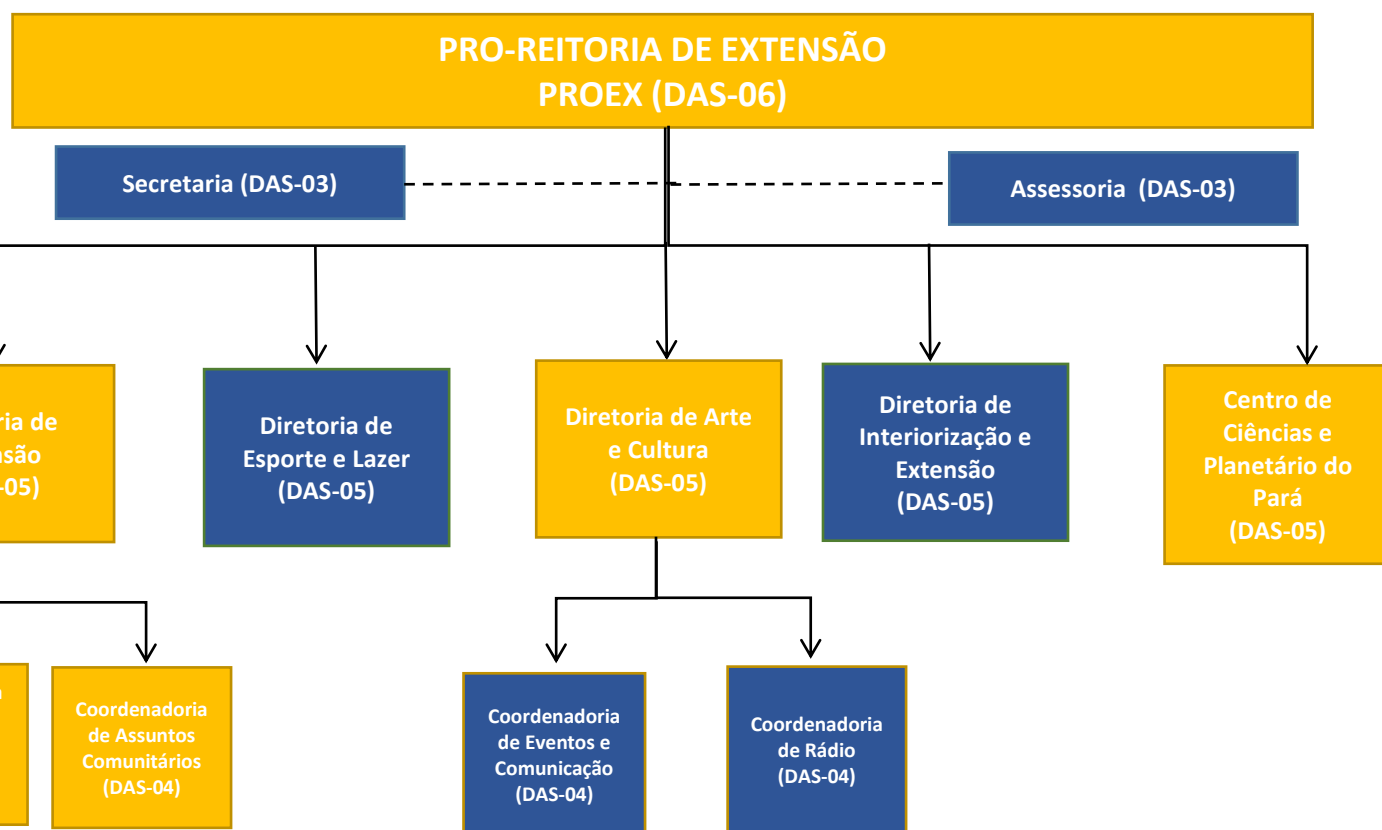 PRO-REITORIA DE EXTENSÃO
PROEX (DAS-06)
Secretaria (DAS-03)
Assessoria (DAS-03)
Diretoria de
Esporte e Lazer
(DAS-05)
Diretoria de Arte
e Cultura
(DAS-05)
Diretoria de
Interiorização e
Extensão
(DAS-05)
Centro de
Ciências e
Planetário do
Pará
(DAS-05)
de
Coordenadoria
de Assuntos
Comunitários
(DAS-04)
Coordenadoria
de Eventos e
Comunicação
(DAS-04)
Coordenadoria
de Rádio
(DAS-04)